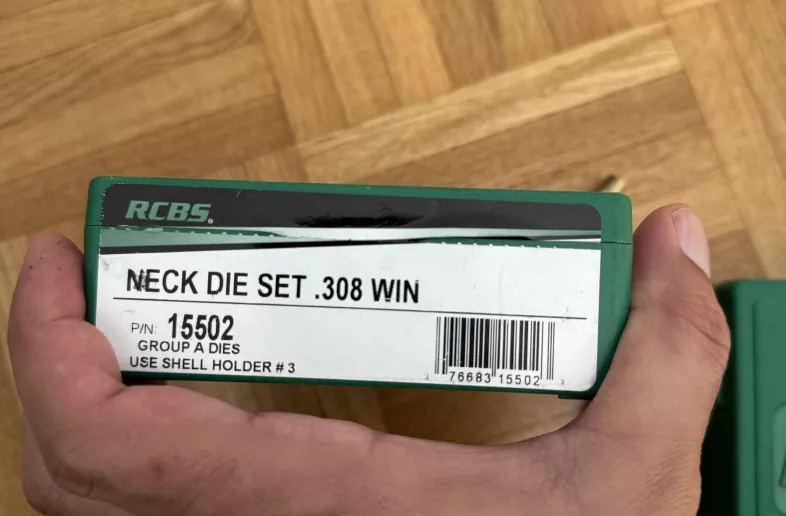 RCBS®
NECK DIE SET .308 WIN
P/N: 15502
GROUP A DIES
USE SHELL HOLDER # 3
76683 15502